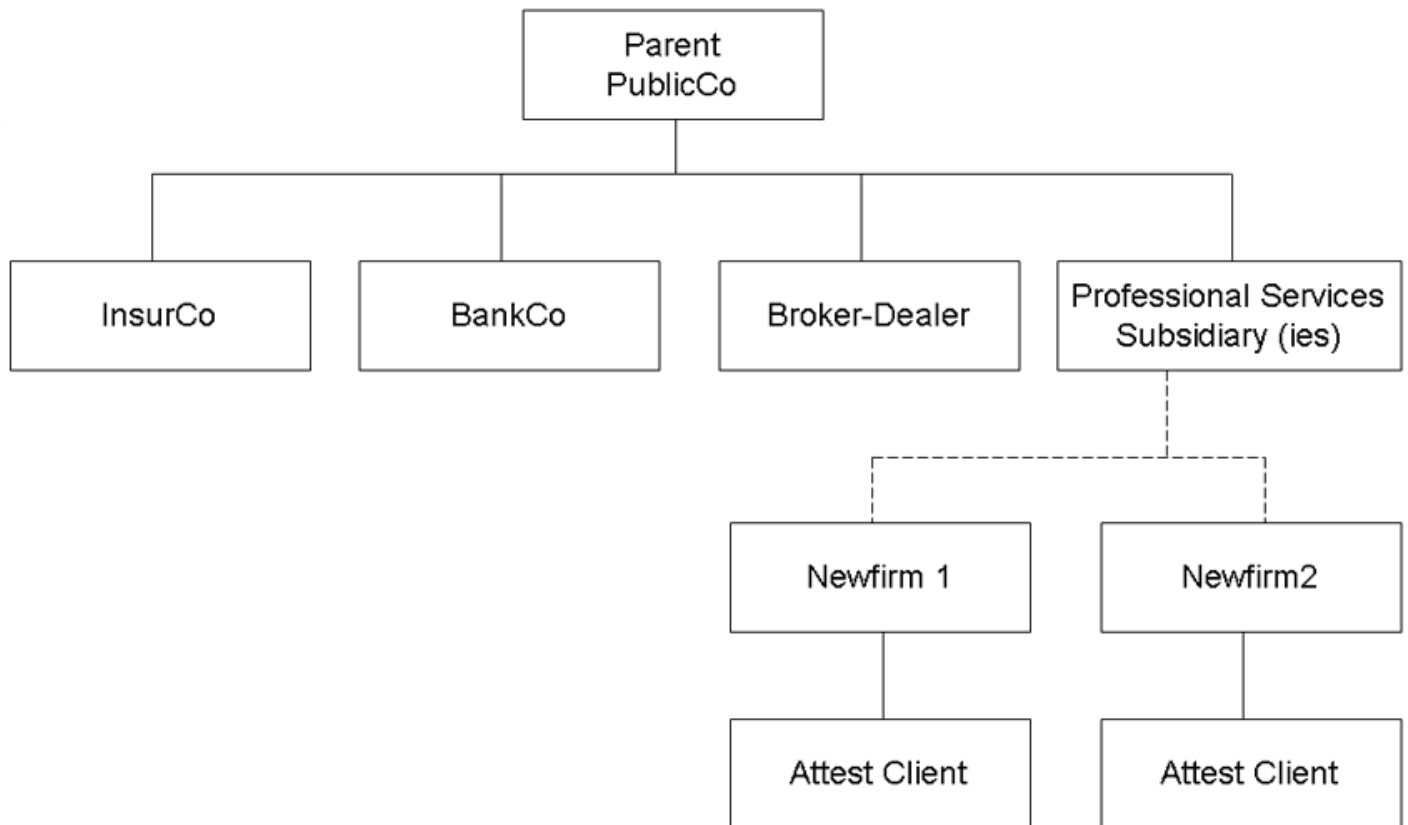 Parent
PublicCo
InsurCo
BankCo
Broker-Dealer
Professional Services
Subsidiary (ies)
Newfirm 1
Newfirm2
Attest Client
Attest Client